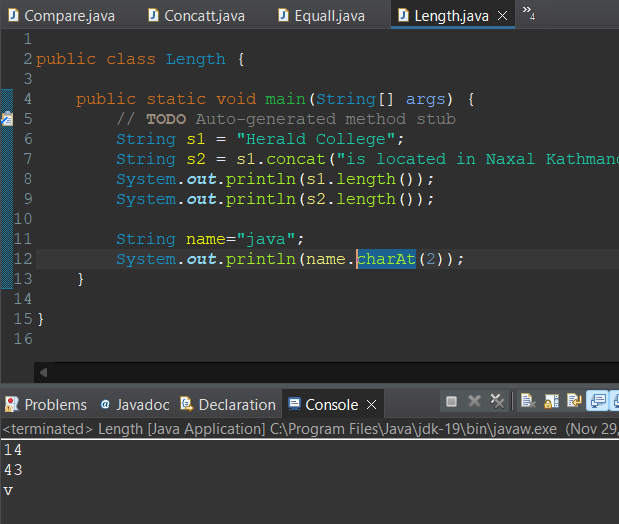 Compare.java Concatt.java Equall.java Length.java »4
1
2 public class Length {
3
4 public static void main(String[] args) {
5 // TODO Auto-generated method stub
6 String s1 = "Herald College";
7 String s2 = s1.concat("is located in Naxal
8 System.out.println(s1.length());
9 System.out.println(s2.length());
10
11 String name="java";
12 System.out.println(name.charAt(2));
13 }
14
15 }
16
Problems @ Javadoc Declaration Console
<terminated> Length [Java Application] C:\Program Files\Java\jdk-19\bin\javaw.exe (Nov 29,
14
43
v